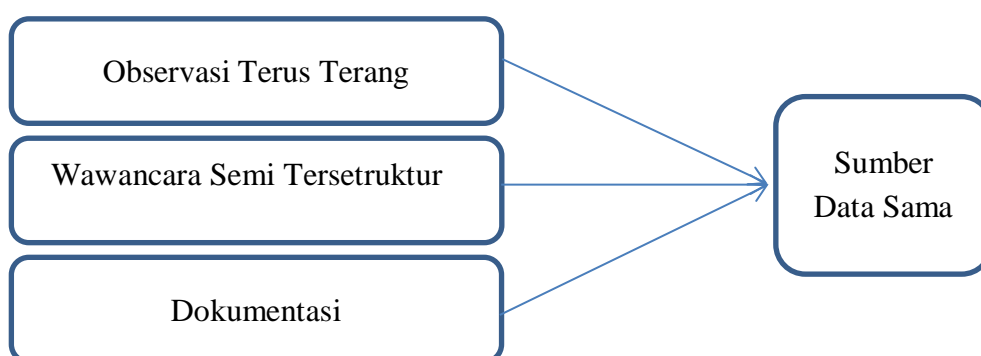 Observasi Terus Terang
Wawancara Semi Tersetruktur
Dokumentasi
Sumber
Data Sama